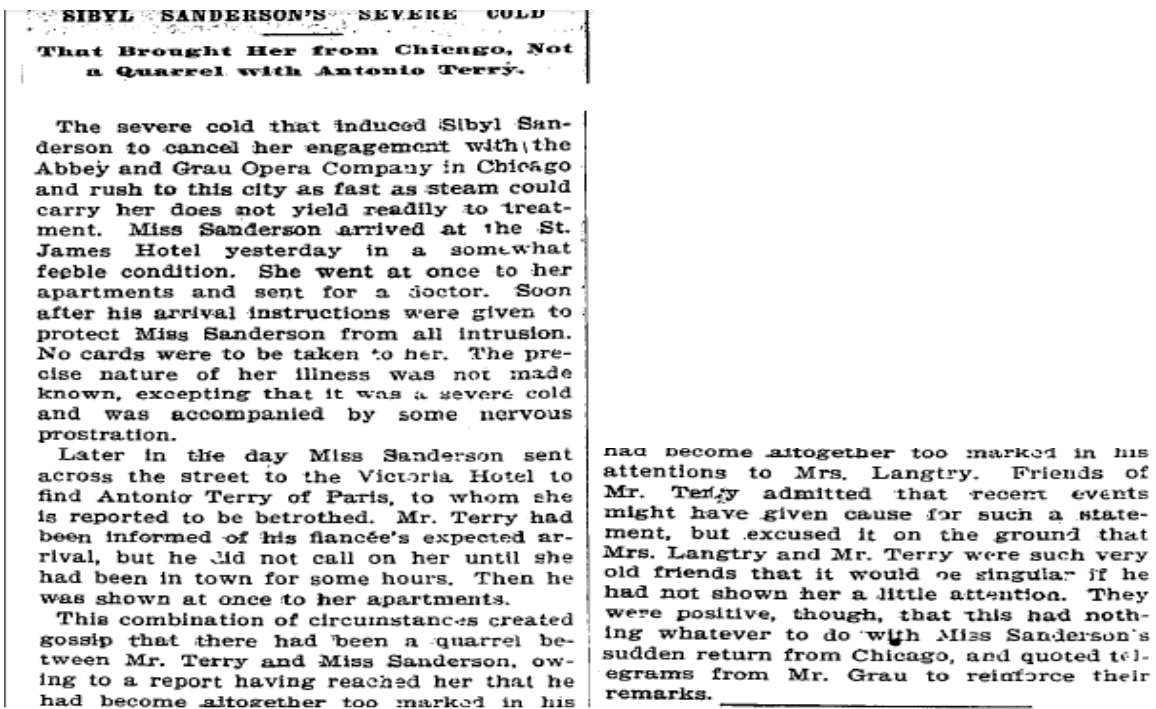 SIBYL SANDERSON'S SEVERE COLD
That Brought Her from Chicago, Not
a Quarrel with Antonio Terry.
The severe cold that induced Sibyl San-
derson to cancel her engagement with the
Abbey and Grau Opera Company in Chicago
and rush to this city as fast as steam could
carry her does not yield readily to treat-
ment. Miss Sanderson arrived at the St.
James Hotel yesterday in a somewhat
feeble condition. She went at once to her
apartments and sent for a doctor. Soon
after his arrival instructions were given to
protect Miss Sanderson from all intrusion.
No cards were to be taken to her. The pre-
cise nature of her illness was not made
known, excepting that it was a severe cold
and was accompanied by some nervous
prostration.
Later in the day Miss Sanderson sent
across the street to the Victoria Hotel to
find Antonio Terry of Paris, to whom she
is reported to be betrothed. Mr. Terry had
been informed of his fiancée's expected ar-
rival, but he did not call on her until she
had been in town for some hours. Then he
was shown at once to her apartments.
This combination of circumstances created
gossip that there had been a quarrel be-
tween Mr. Terry and Miss Sanderson, ow-
ing to a report having reached her that he
had become altogether too marked in his
had become altogether too marked in his
attentions to Mrs. Langtry. Friends of
Mr. Terry admitted that recent events
might have given cause for such a state-
ment, but excused it on the ground that
Mrs. Langtry and Mr. Terry were such very
old friends that it would be singular if he
had not shown her a little attention. They
were positive, though, that this had noth-
ing whatever to do with Miss Sanderson's
sudden return from Chicago, and quoted tel-
egrams from Mr. Grau to reinforce their
remarks.